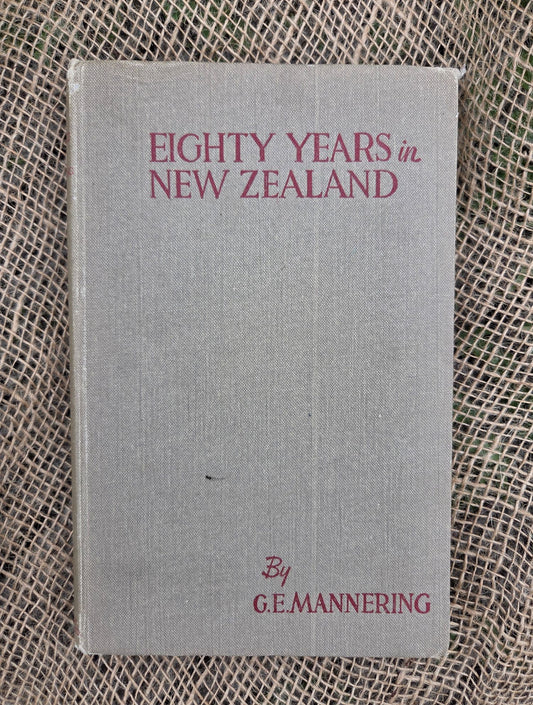 EIGHTY YEARS in
NEW ZEALAND
By
G.E.MANNERING